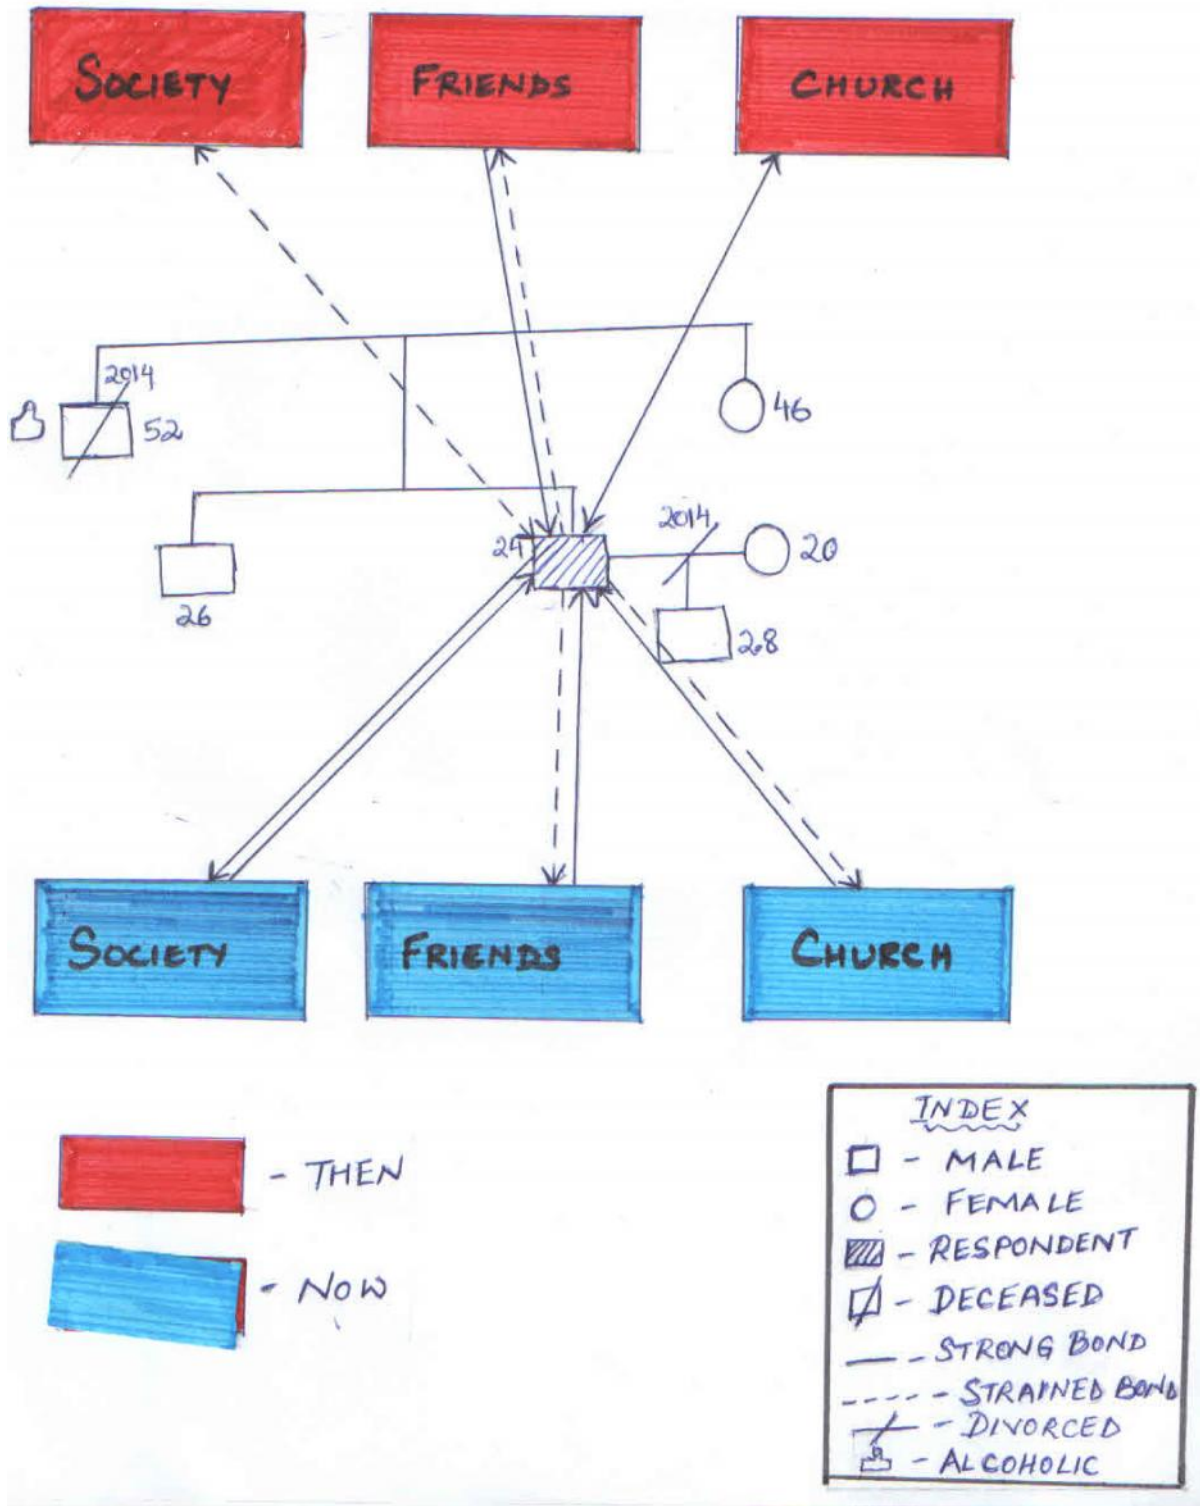 SOCIETY FRIENDS CHURCH
2014
52
46
24
2014
20
26
28
SOCIETY FRIENDS CHURCH
- THEN
- NOW
INDEX
- MALE
- FEMALE
- RESPONDENT
- DECEASED
- STRONG BOND
- STRAINED BOND
- DIVORCED
- ALCOHOLIC